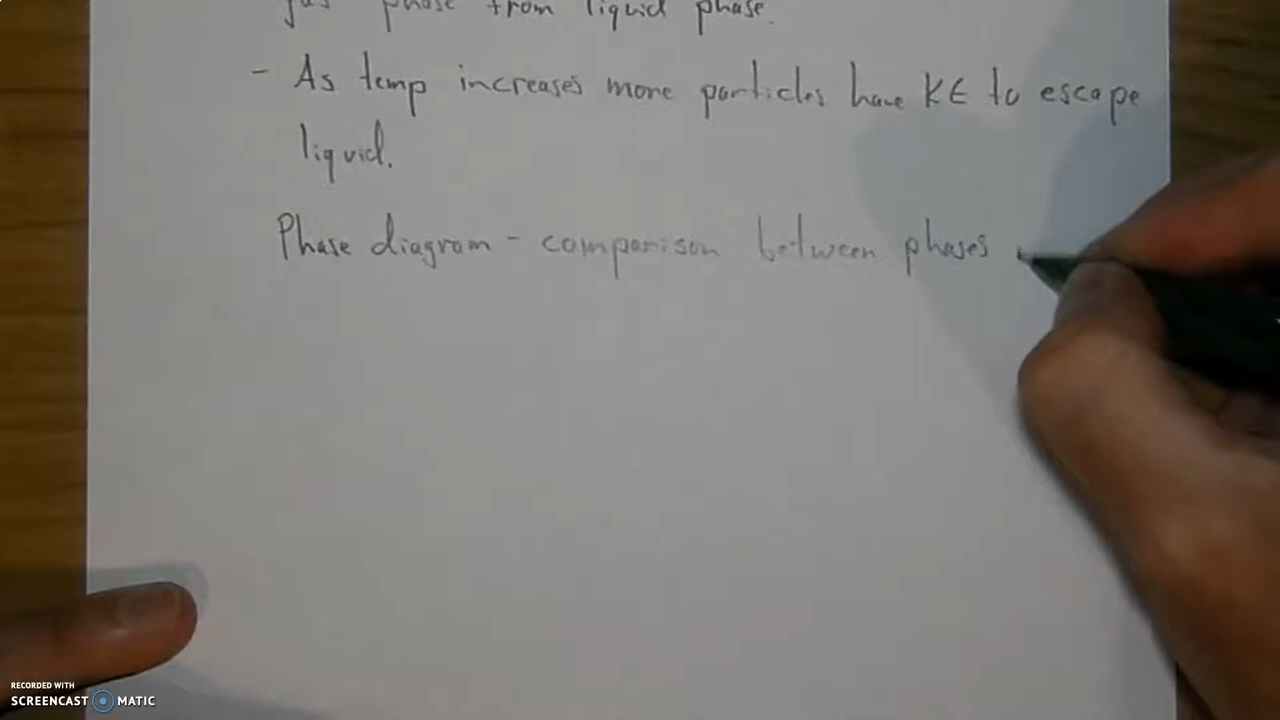 gas phase from liquid phase.
- As temp increases more particles have KE to escape
liquid.
Phase diagram - comparison between phases
RECORDED WITH
SCREENCAST MATIC